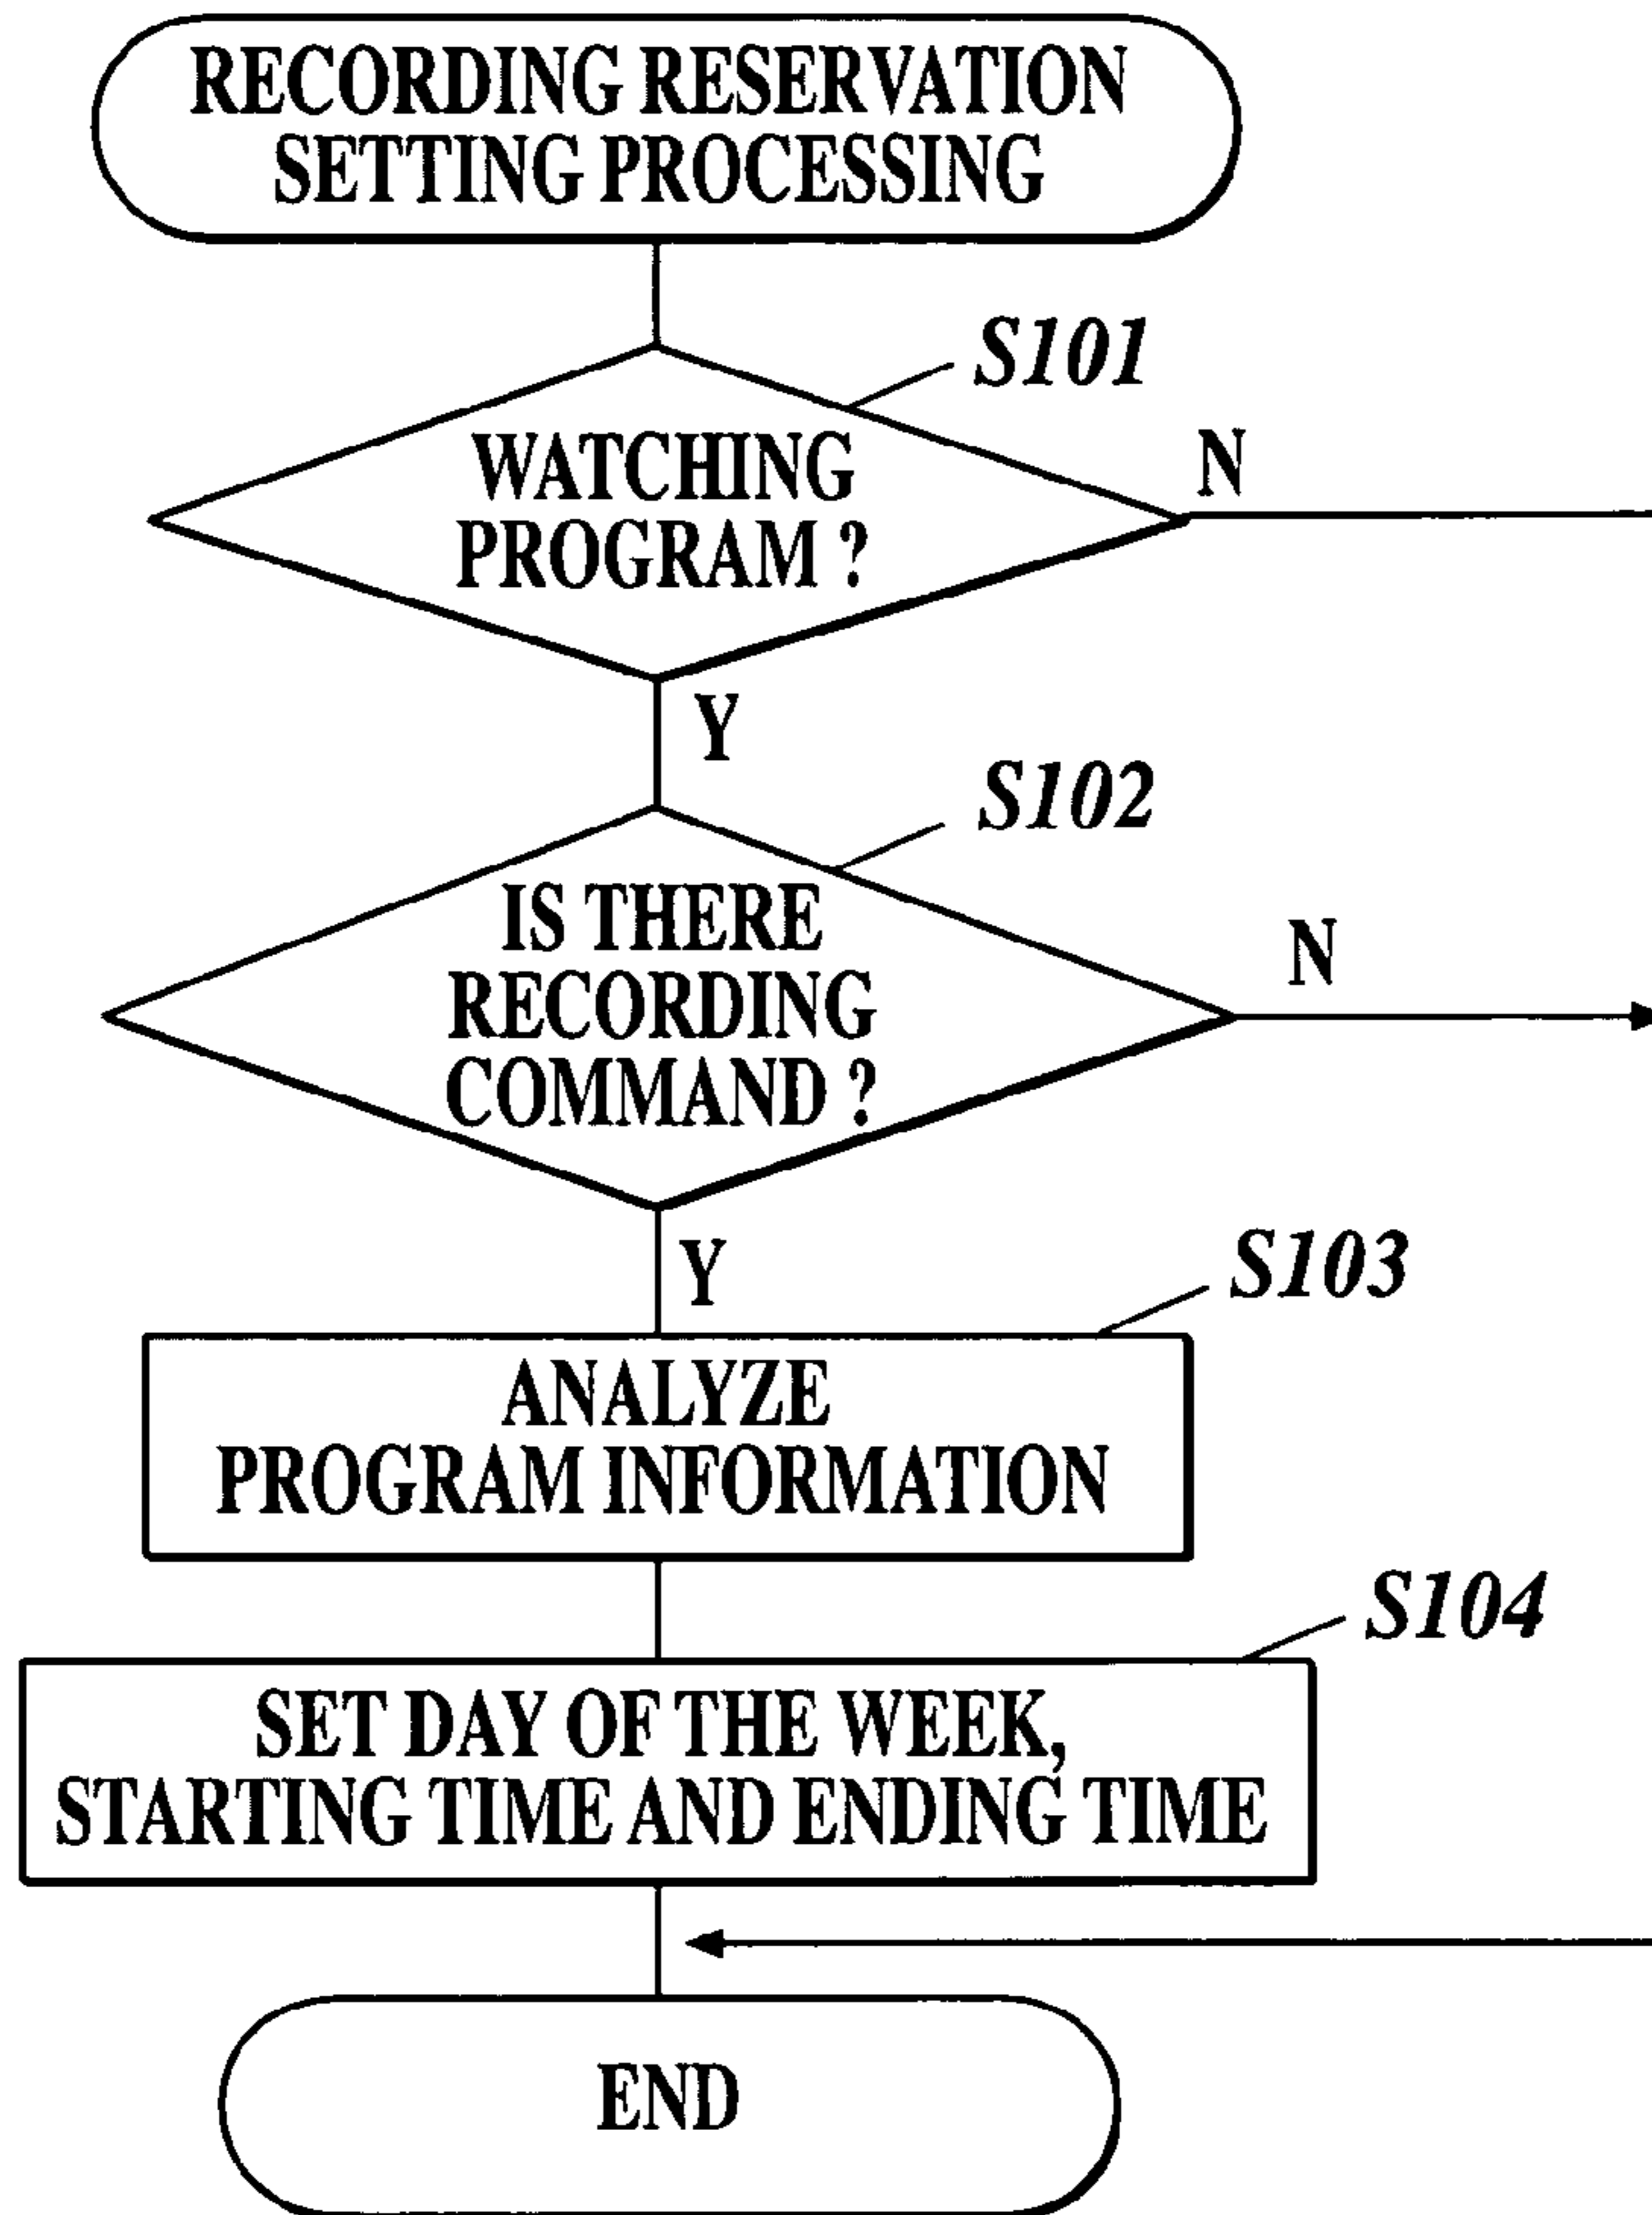 RECORDING RESERVATION
SETTING PROCESSING
S101
WATCHING
PROGRAM ?
N
Y
S102
IS THERE
RECORDING
COMMAND ?
N
Y
S103
ANALYZE
PROGRAM INFORMATION
S104
SET DAY OF THE WEEK,
STARTING TIME AND ENDING TIME
END